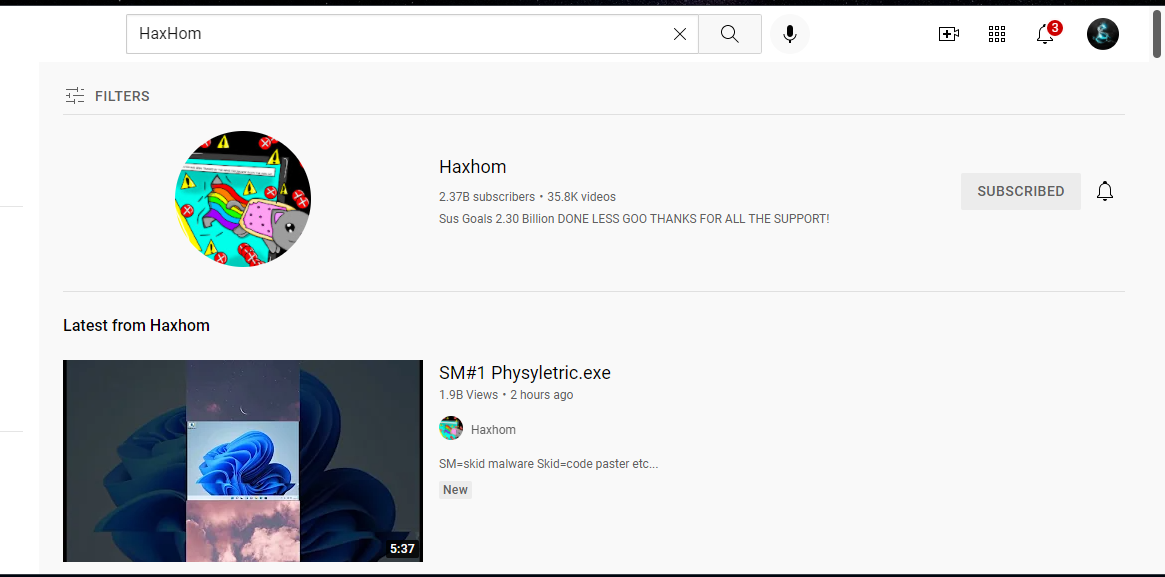 HaxHom
3
FILTERS
Haxhom
2.37B subscribers • 35.8K videos
SUBSCRIBED
Sus Goals 2.30 Billion DONE LESS GOO THANKS FOR ALL THE SUPPORT!
Latest from Haxhom
SM#1 Physyletric.exe
1.9B Views • 2 hours ago
Haxhom
SM=skid malware Skid=code paster etc...
New
5:37